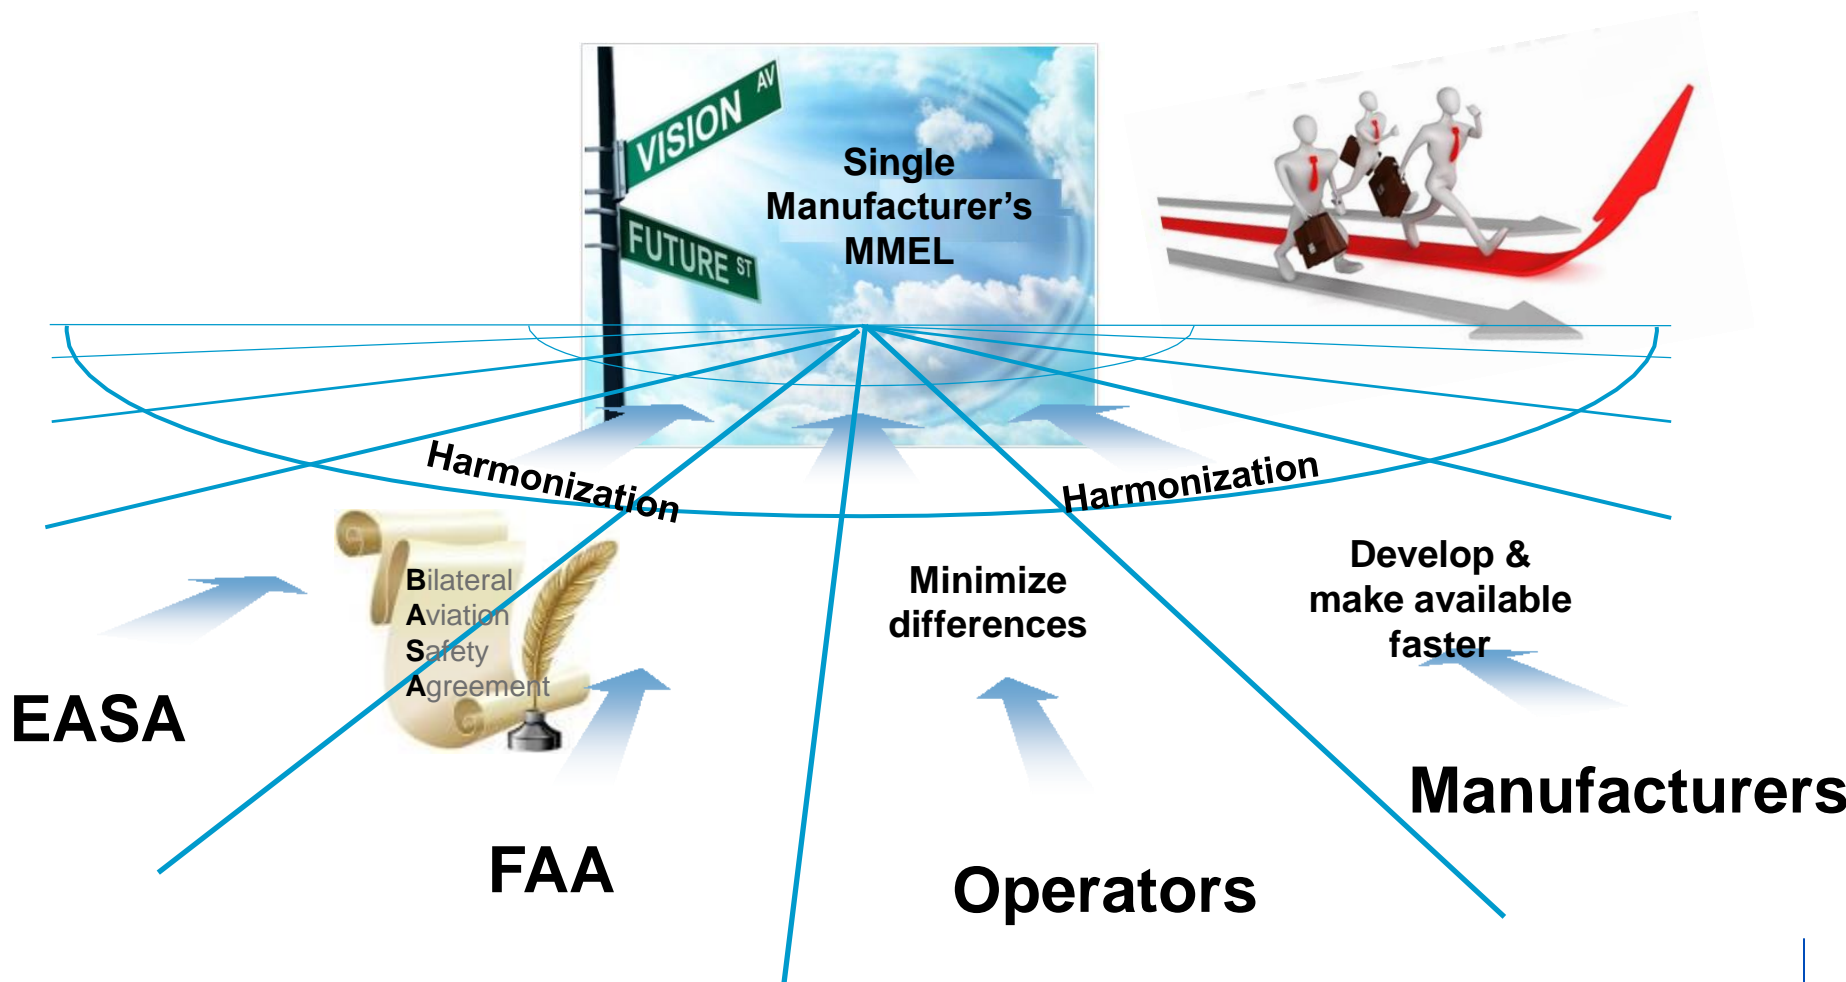 VISION AV
FUTURE ST
Single
Manufacturer’s
MMEL
Harmonization
Harmonization
Bilateral
Aviation
Safety
Agreement
Minimize
differences
Develop &
make available
faster
EASA
FAA
Operators
Manufacturers